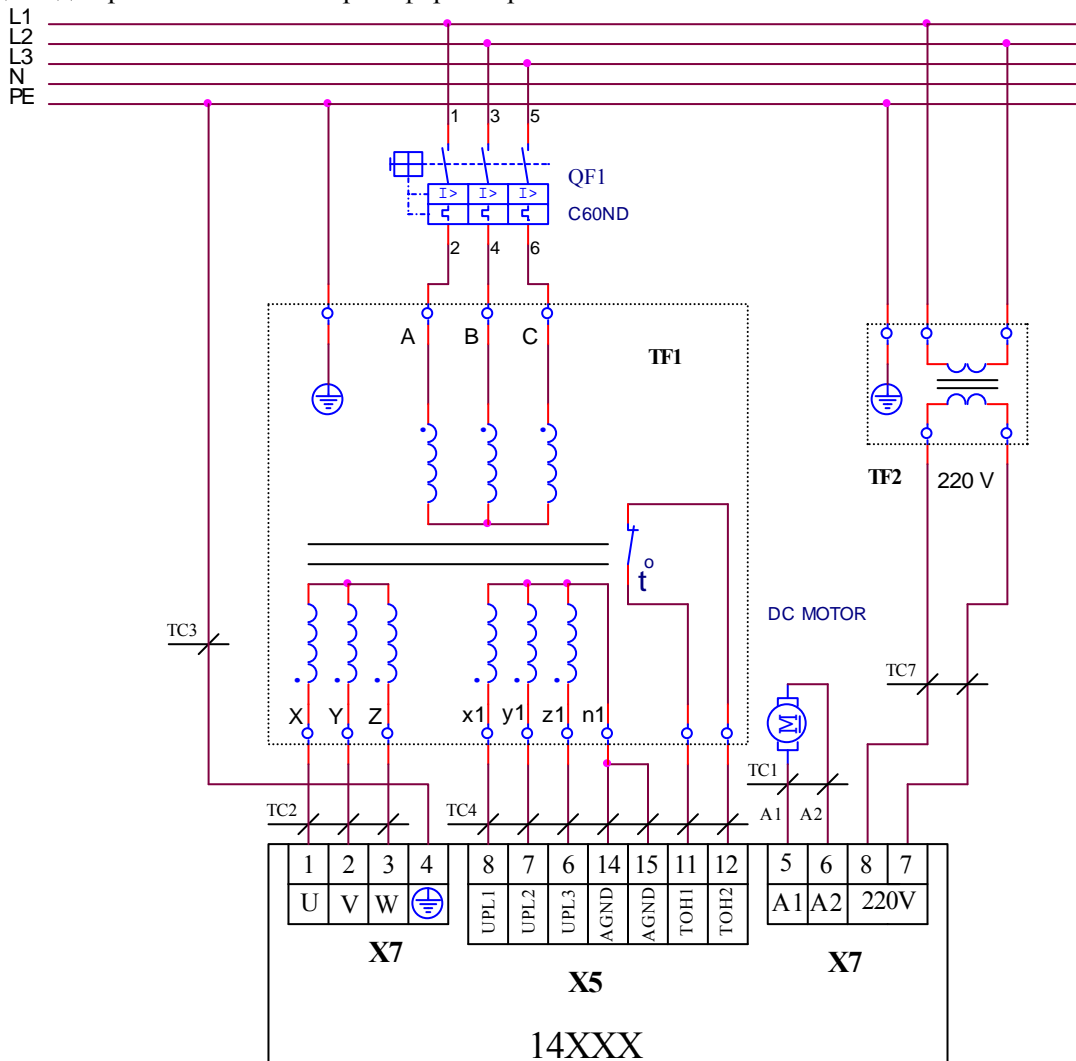 L1
L2
L3
N
PE
1 3 5
QF1
I> I> I>
C60ND
2 4 6
A B C
TF1
TF2 220 V
t°
DC MOTOR
TC3
TC7
X Y Z x1 y1 z1 n1
M
TC1
TC2 TC4 A1 A2
1 2 3 4 8 7 6 14 15 11 12 5 6 8 7
U V W UPL1 UPL2 UPL3 AGND AGND TOH1 TOH2 A1 A2 220V
X7 X5 X7
14XXX